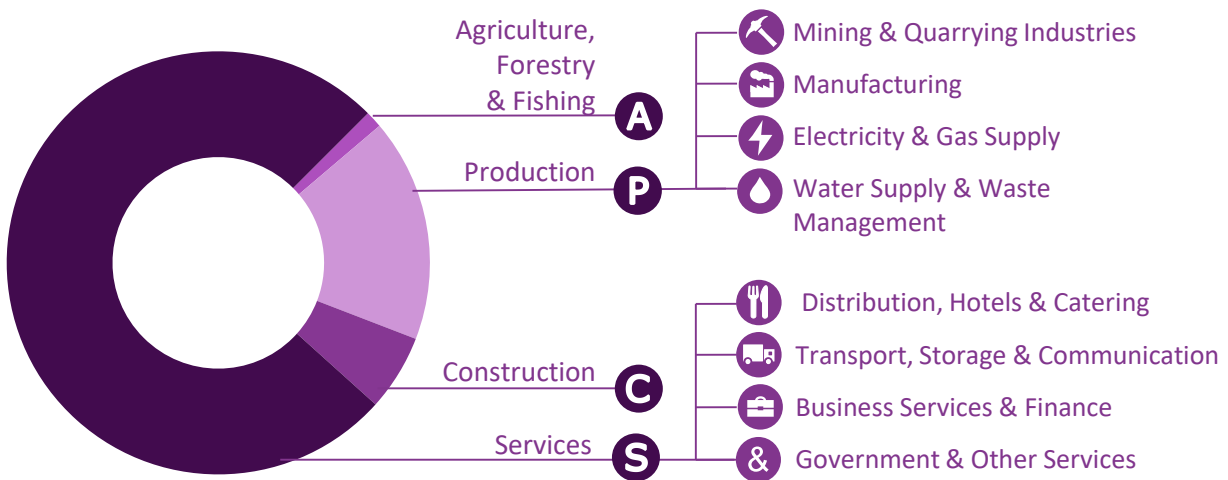 Agriculture,
Forestry
& Fishing
A
Production
P
Mining & Quarrying Industries
Manufacturing
Electricity & Gas Supply
Water Supply & Waste
Management
Construction
C
Services
S
Distribution, Hotels & Catering
Transport, Storage & Communication
Business Services & Finance
& Government & Other Services